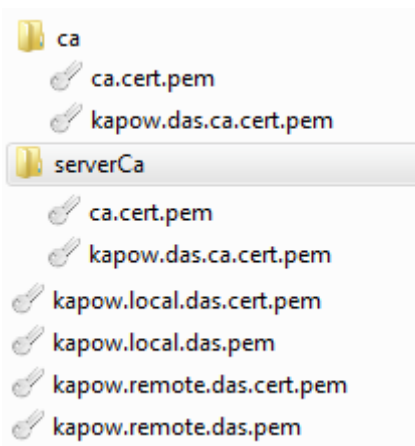 ca
ca.cert.pem
kapow.das.ca.cert.pem
serverCa
ca.cert.pem
kapow.das.ca.cert.pem
kapow.local.das.cert.pem
kapow.local.das.pem
kapow.remote.das.cert.pem
kapow.remote.das.pem